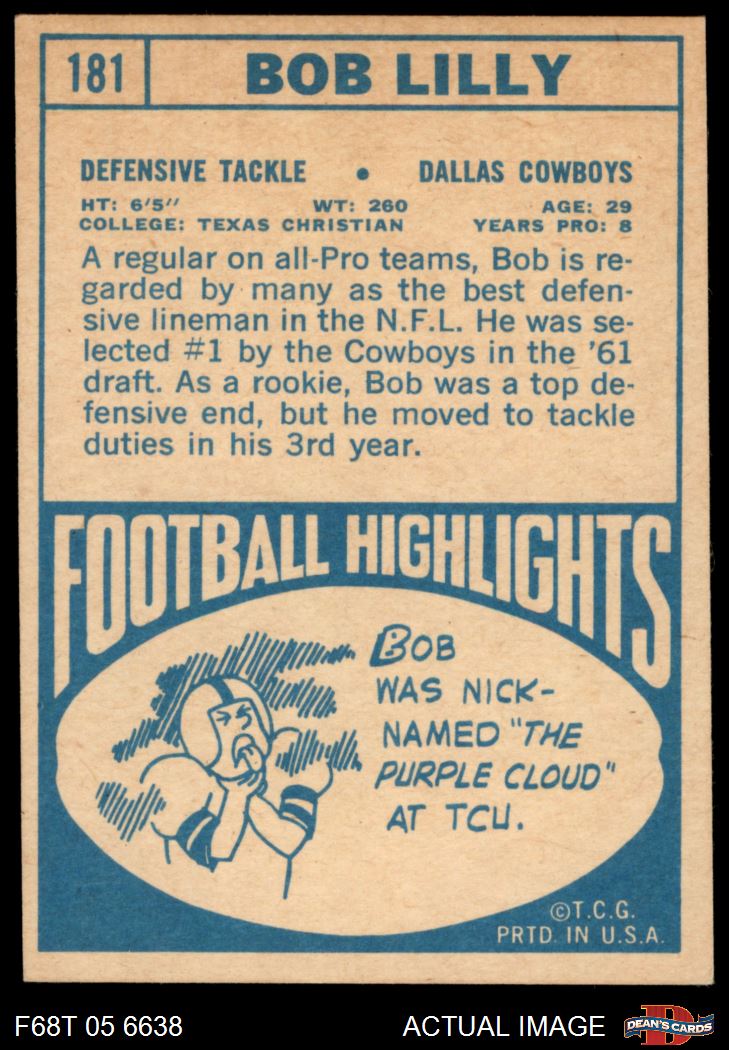 181 BOB LILLY
DEFENSIVE TACKLE • DALLAS COWBOYS
HT: 6'5" WT: 260 AGE: 29
COLLEGE: TEXAS CHRISTIAN YEARS PRO: 8
A regular on all-Pro teams, Bob is re-
garded by many as the best defen-
sive lineman in the N.F.L. He was se-
lected #1 by the Cowboys in the '61
draft. As a rookie, Bob was a top de-
fensive end, but he moved to tackle
duties in his 3rd year.
FOOTBALL HIGHLIGHTS
BOB
WAS NICK-
NAMED "THE
PURPLE CLOUD"
AT TCU.
©T.C.G.
PRTD. IN U.S.A.
F68T 05 6638 ACTUAL IMAGE D DEAN'S CARDS